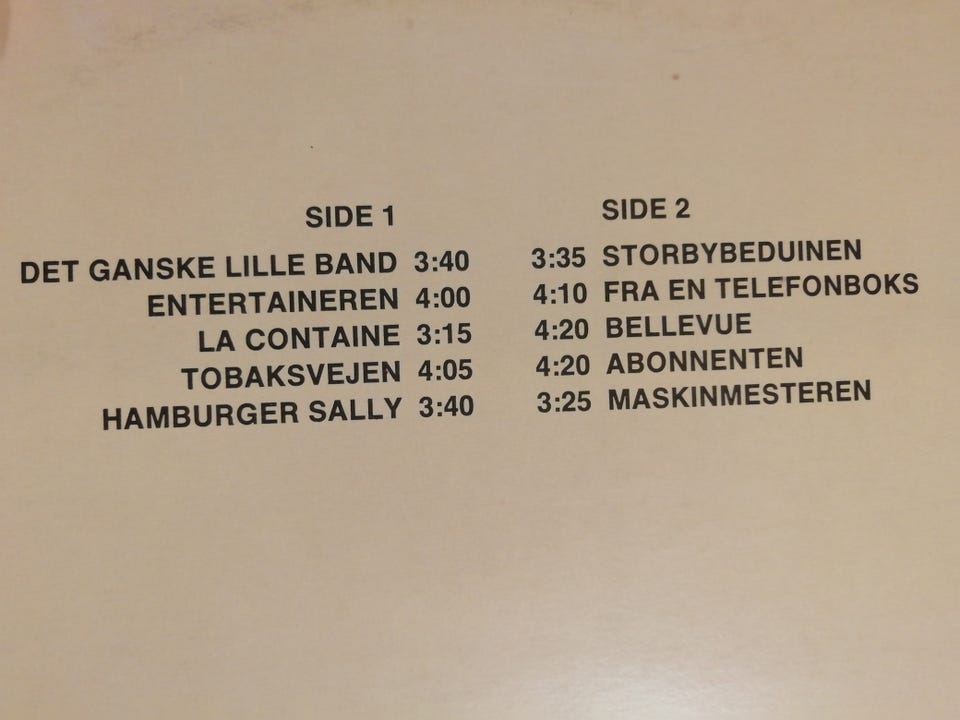 SIDE 1
DET GANSKE LILLE BAND 3:40
ENTERTAINEREN 4:00
LA CONTAINE 3:15
TOBAKSVEJEN 4:05
HAMBURGER SALLY 3:40
SIDE 2
3:35 STORBYBEDUINEN
4:10 FRA EN TELEFONBOKS
4:20 BELLEVUE
4:20 ABONNENTEN
3:25 MASKINMESTEREN